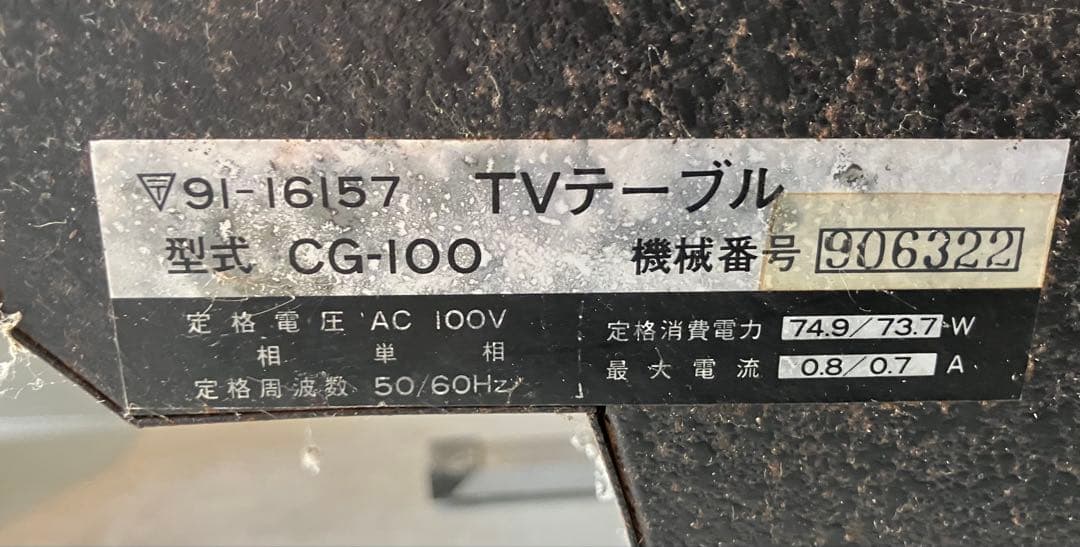 〒91-16157 TVテーブル
型式 CG-100 機械番号 906322
定格電圧 AC 100V
相 単相
定格周波数 50/60Hz
定格消費電力 74.9/73.7 W
最大電流 0.8/0.7 A